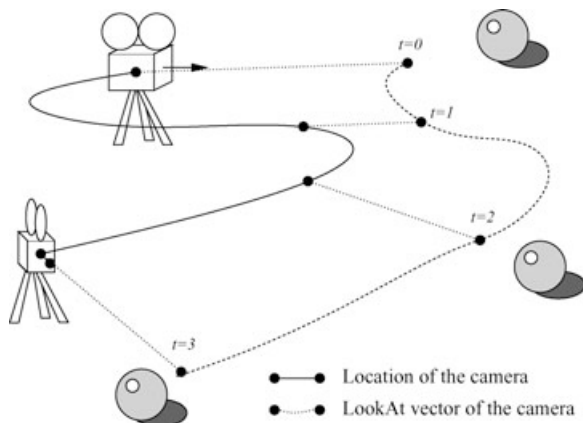 t=0
t=1
t=2
t=3
Location of the camera
LookAt vector of the camera